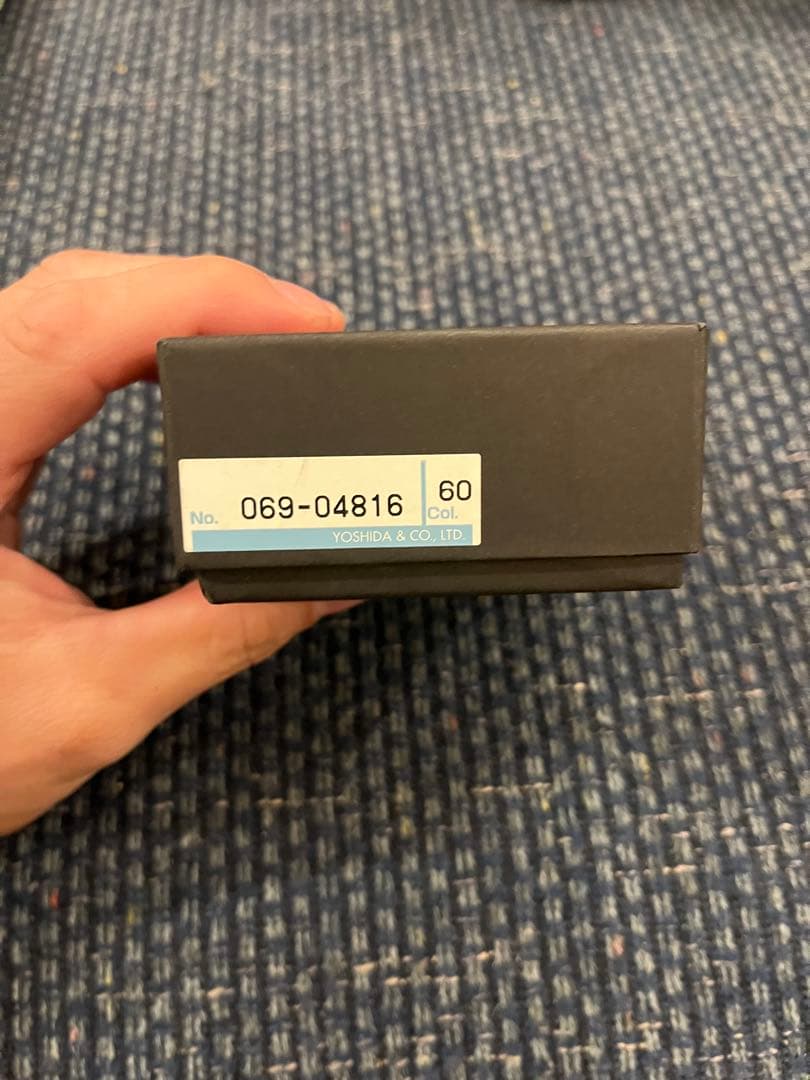 No. 069-04816 Col. 60
YOSHIDA & CO., LTD.